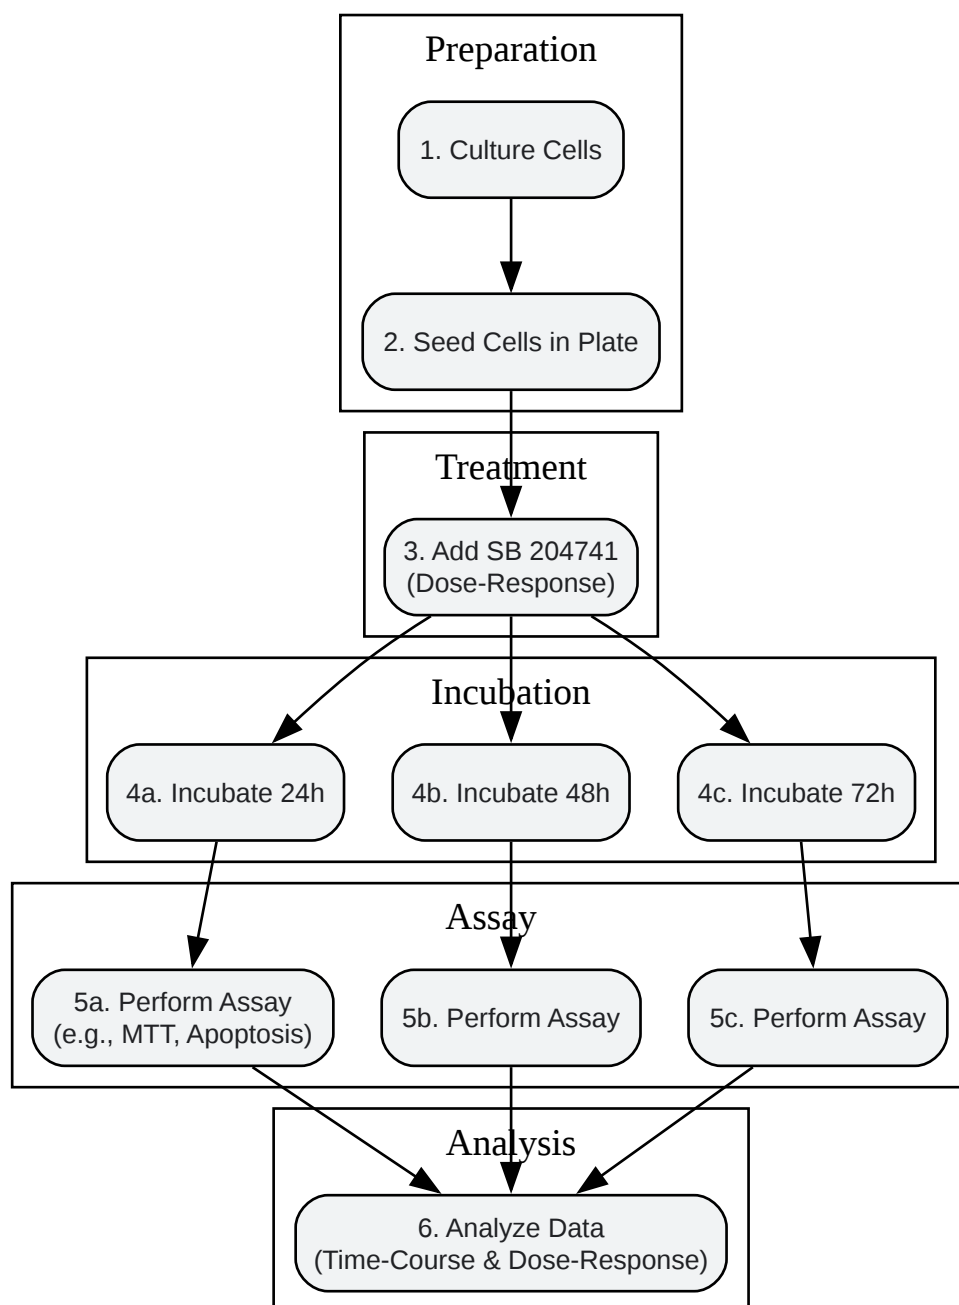 Preparation
1. Culture Cells
2. Seed Cells in Plate
Treatment
3. Add SB 204741
(Dose-Response)
Incubation
4a. Incubate 24h
4b. Incubate 48h
4c. Incubate 72h
Assay
5a. Perform Assay
(e.g., MTT, Apoptosis)
5b. Perform Assay
5c. Perform Assay
Analysis
6. Analyze Data
(Time-Course & Dose-Response)